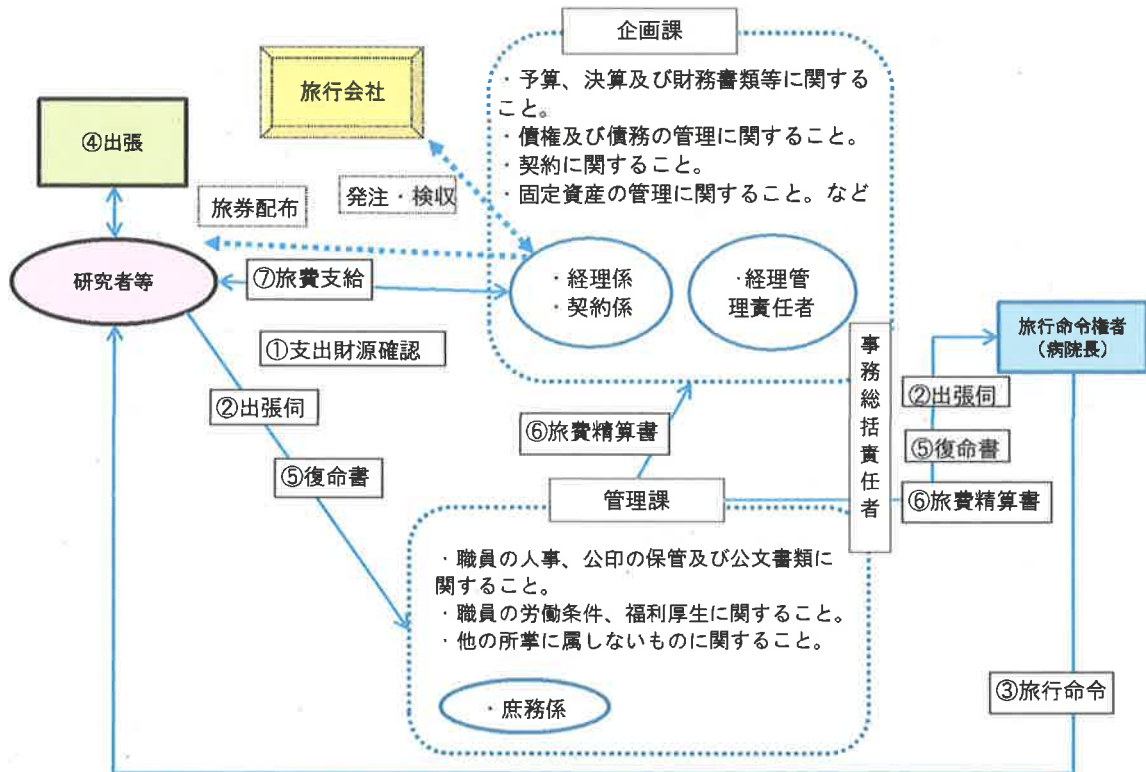 企画課
・予算、決算及び財務書類等に関する
こと。
・債権及び債務の管理に関すること。
・契約に関すること。
・固定資産の管理に関すること。など
旅行会社
④出張
発注・検収
旅券配布
研究者等
⑦旅費支給
・経理係
・契約係
・経理管
理責任者
①支出財源確認
事務総括責任者
旅行命令権者
（病院長）
②出張伺
②出張伺
⑥旅費精算書
⑤復命書
⑤復命書
管理課
⑥旅費精算書
・職員の人事、公印の保管及び公文書類に
関すること。
・職員の労働条件、福利厚生に関すること。
・他の所掌に属しないものに関すること。
・庶務係
③旅行命令